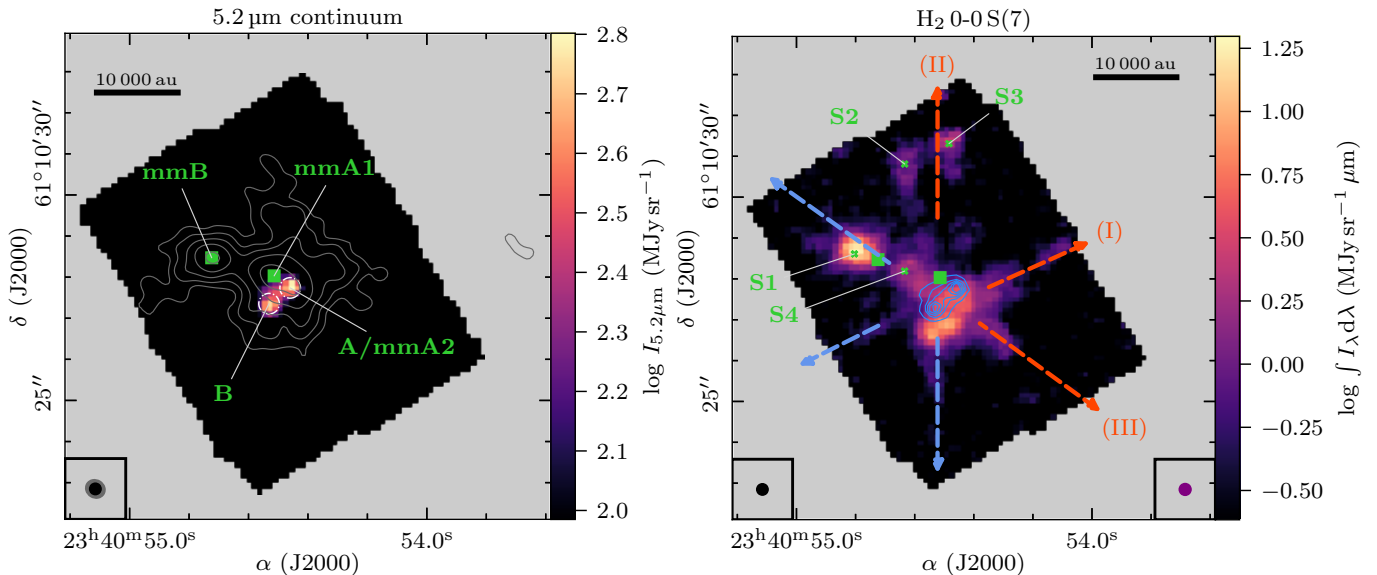 5.2 μm continuum
10 000 au
mmB
mmA1
A/mmA2
B
61°10′30′′
25′′
δ (J2000)
23ʰ40ᵐ55.0ˢ
54.0ˢ
α (J2000)
2.8
2.7
2.6
2.5
2.4
2.3
2.2
2.1
2.0
log I₅.₂μm (MJy sr⁻¹)
H₂ 0-0 S(7)
10 000 au
(II)
S3
S2
(I)
S1
S4
(III)
61°10′30′′
25′′
δ (J2000)
23ʰ40ᵐ55.0ˢ
54.0ˢ
α (J2000)
1.25
1.00
0.75
0.50
0.25
0.00
−0.25
−0.50
log ∫ I_λ dλ (MJy sr⁻¹ μm)